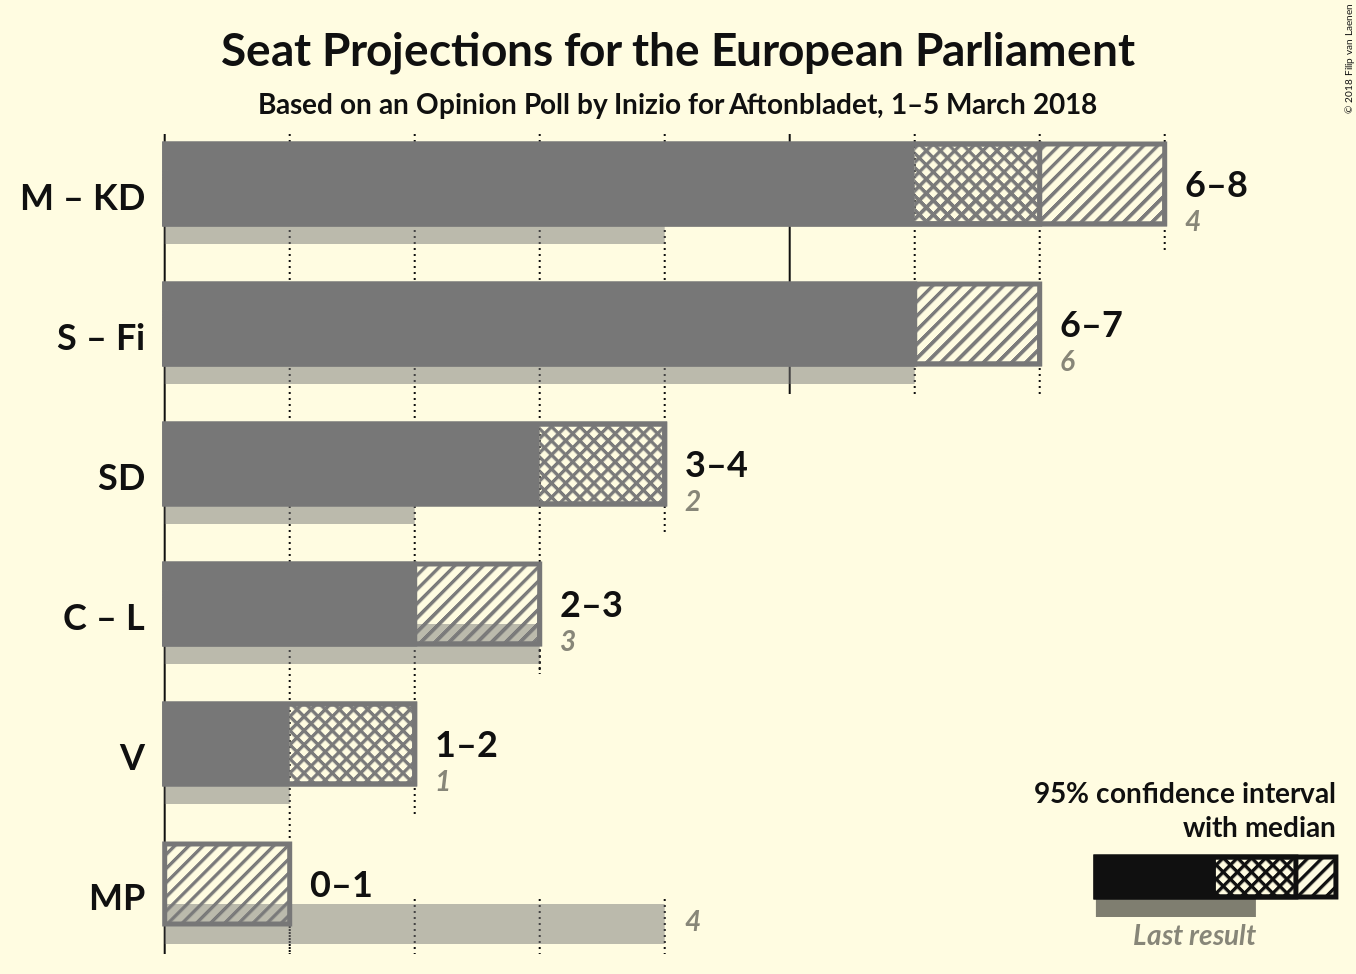 Seat Projections for the European Parliament
Based on an Opinion Poll by Inizio for Aftonbladet, 1–5 March 2018
© 2018 Filip van Laenen
M – KD
6–8
4
S – Fi
6–7
6
SD
3–4
2
C – L
2–3
3
V
1–2
1
MP
0–1
4
95% confidence interval
with median
Last result